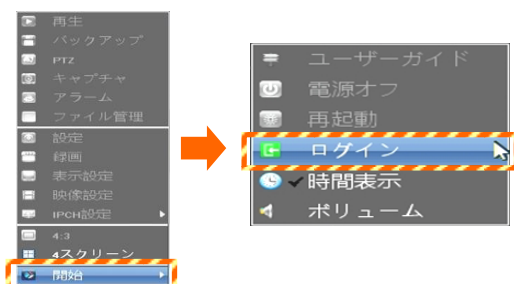 再生
バックアップ
PTZ
キャプチャ
アラーム
ファイル管理
設定
録画
表示設定
映像設定
IPCH設定
4:3
4スクリーン
開始
ユーザーガイド
電源オフ
再起動
ログイン
時間表示
ボリューム